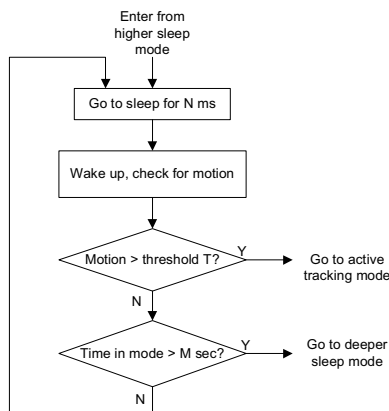 Enter from
higher sleep
mode
Go to sleep for N ms
Wake up, check for motion
Motion > threshold T?
Y
Go to active
tracking mode
N
Time in mode > M sec?
Y
Go to deeper
sleep mode
N